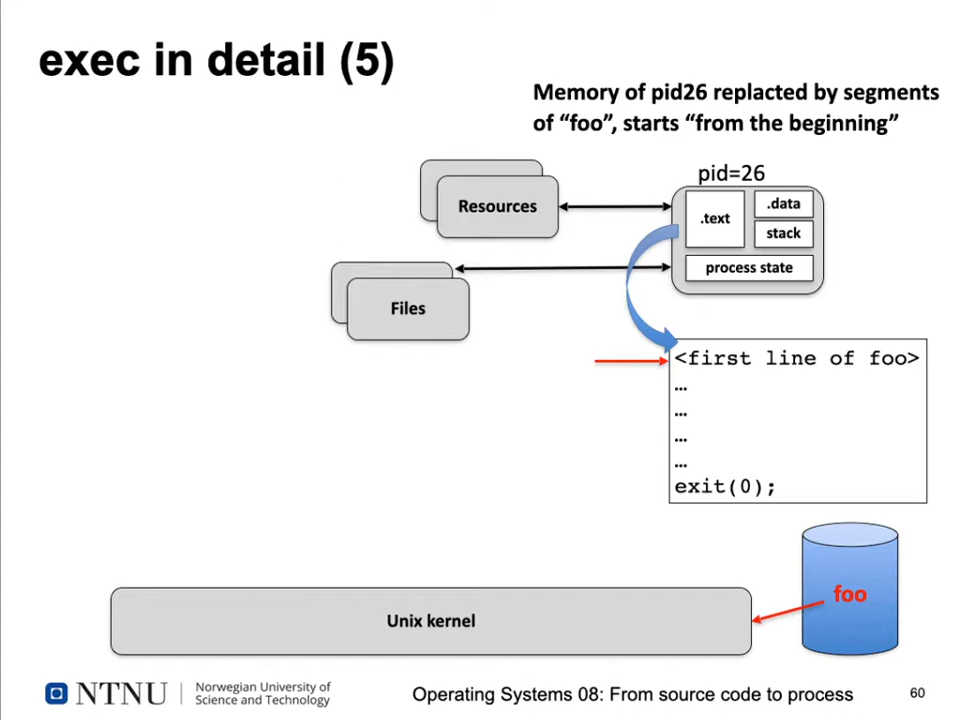 exec in detail (5)
Memory of pid26 replacted by segments
of “foo”, starts “from the beginning”
pid=26
Resources
.text
.data
stack
process state
Files
<first line of foo>
…
…
…
…
exit(0);
foo
Unix kernel
NTNU
Norwegian University of
Science and Technology
Operating Systems 08: From source code to process
60